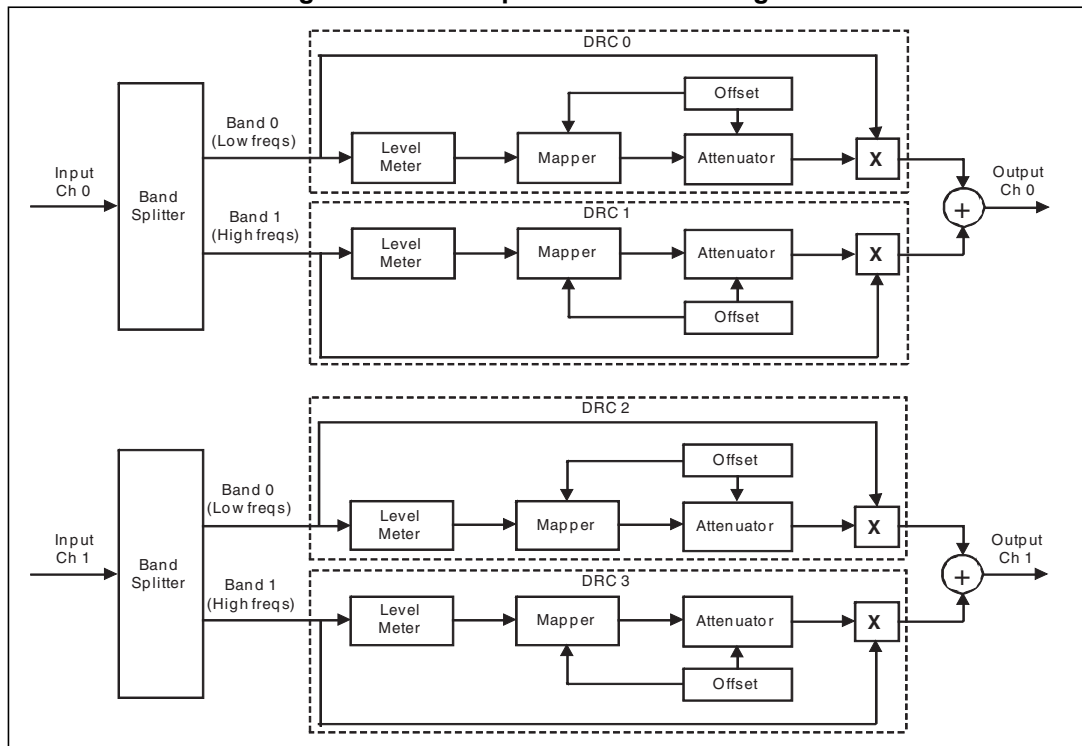 DRC 0
Offset
Band 0
(Low freqs)
Level
Meter
Mapper
Attenuator
X
Input
Ch 0
Band
Splitter
Output
Ch 0
+
Band 1
(High freqs)
DRC 1
Level
Meter
Mapper
Attenuator
X
Offset
DRC 2
Offset
Band 0
(Low freqs)
Level
Meter
Mapper
Attenuator
X
Input
Ch 1
Band
Splitter
Output
Ch 1
+
Band 1
(High freqs)
DRC 3
Level
Meter
Mapper
Attenuator
X
Offset